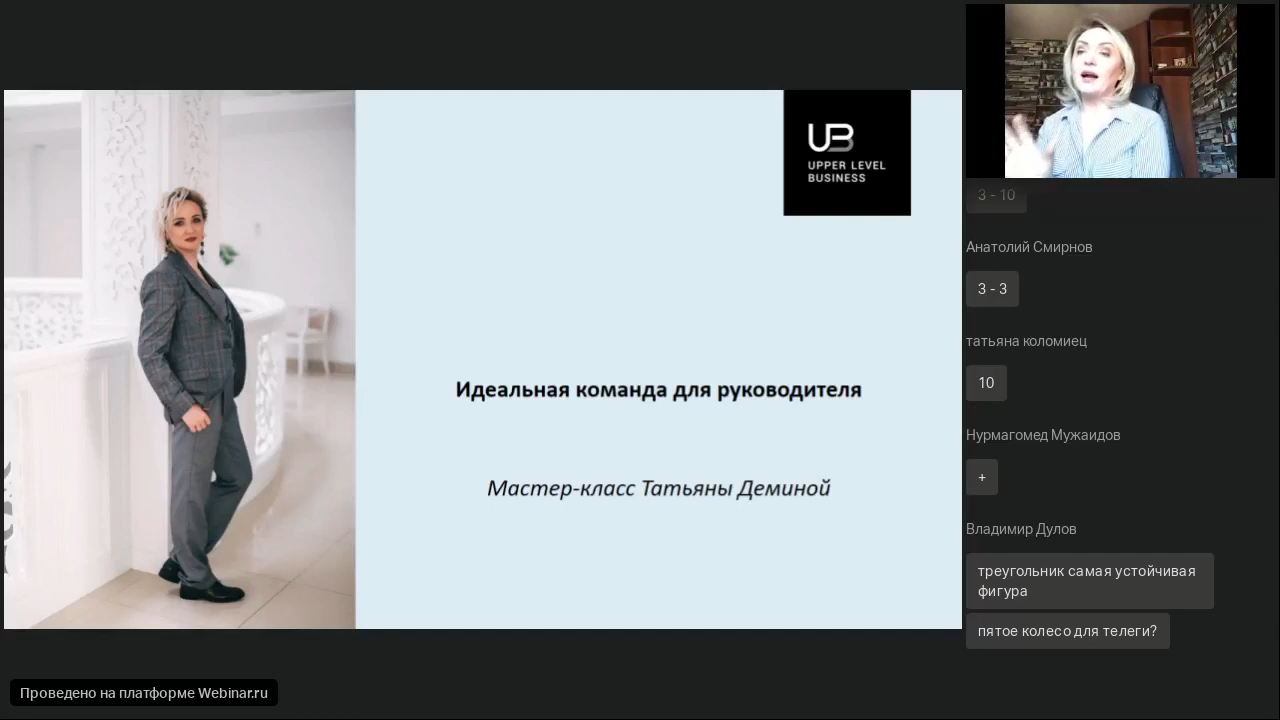 UB
UPPER LEVEL
BUSINESS
Идеальная команда для руководителя
Мастер-класс Татьяны Деминой
3 - 10
Анатолий Смирнов
3 - 3
татьяна коломиец
10
Нурмагомед Мужаидов
+
Владимир Дулов
треугольник самая устойчивая
фигура
пятое колесо для телеги?
Проведено на платформе Webinar.ru